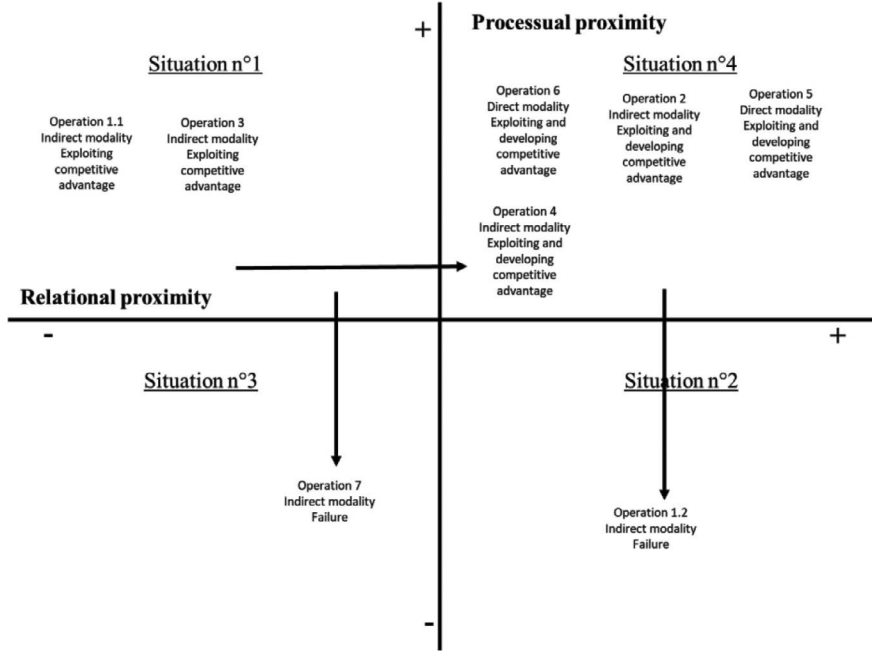 +
Processual proximity
Situation n°1
Situation n°4
Operation 1.1
Indirect modality
Exploiting
competitive
advantage
Operation 3
Indirect modality
Exploiting
competitive
advantage
Operation 6
Direct modality
Exploiting and
developing
competitive
advantage
Operation 2
Indirect modality
Exploiting and
developing
competitive
advantage
Operation 5
Direct modality
Exploiting and
developing
competitive
advantage
Operation 4
Indirect modality
Exploiting and
developing
competitive
advantage
Relational proximity
-
+
Situation n°3
Situation n°2
Operation 7
Indirect modality
Failure
Operation 1.2
Indirect modality
Failure
-